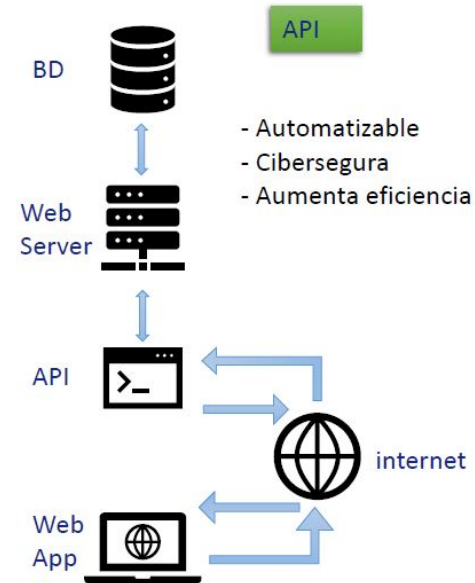 API
BD
- Automatizable
- Cibersegura
- Aumenta eficiencia
Web
Server
API
>_
internet
Web
App